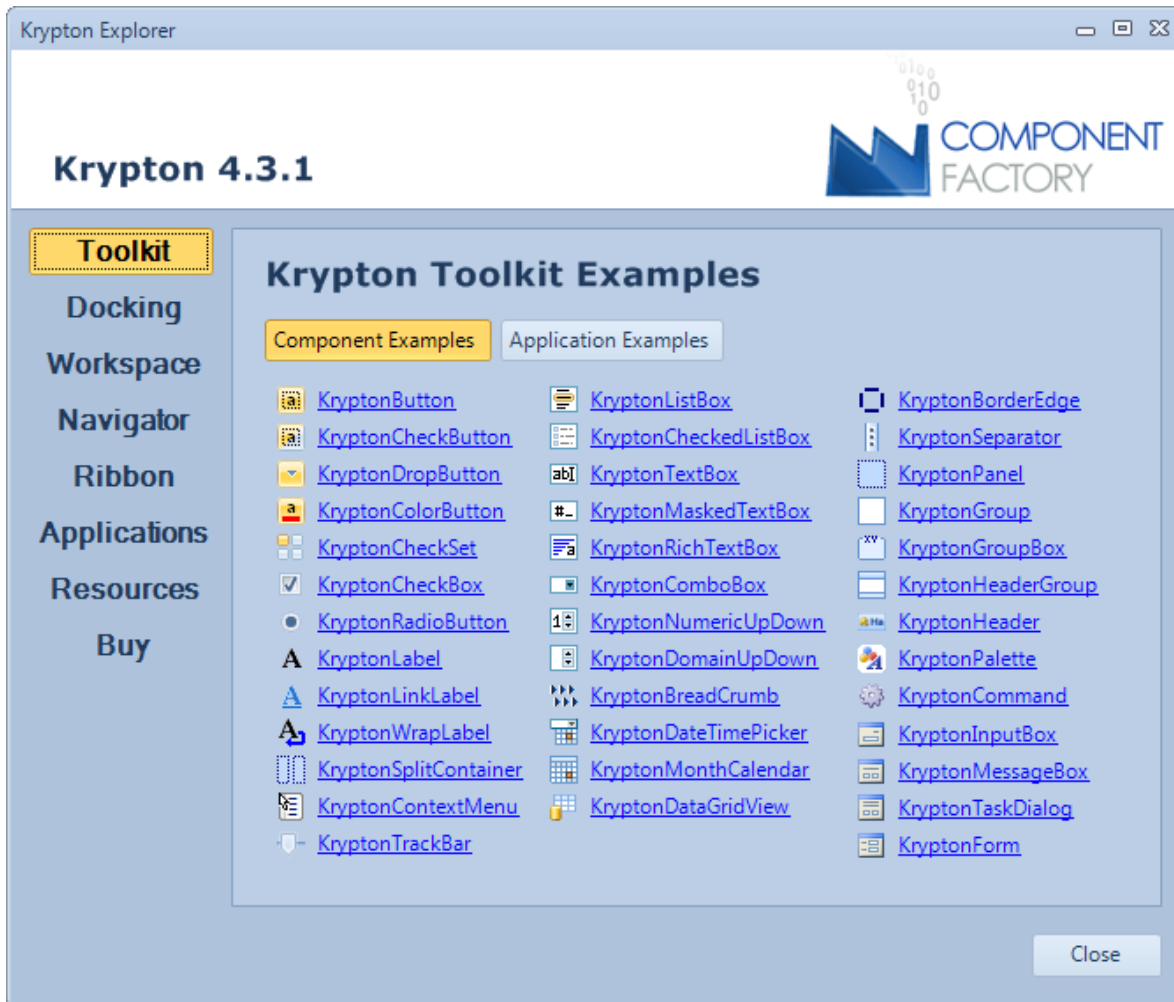 Krypton Explorer
Krypton 4.3.1
COMPONENT
FACTORY
Toolkit
Docking
Workspace
Navigator
Ribbon
Applications
Resources
Buy
Krypton Toolkit Examples
Component Examples
Application Examples
KryptonButton
KryptonCheckButton
KryptonDropButton
KryptonColorButton
KryptonCheckSet
KryptonCheckBox
KryptonRadioButton
KryptonLabel
KryptonLinkLabel
KryptonWrapLabel
KryptonSplitContainer
KryptonContextMenu
KryptonTrackBar
KryptonListBox
KryptonCheckedListBox
KryptonTextBox
KryptonMaskedTextBox
KryptonRichTextBox
KryptonComboBox
KryptonNumericUpDown
KryptonDomainUpDown
KryptonBreadCrumb
KryptonDateTimePicker
KryptonMonthCalendar
KryptonDataGridView
KryptonBorderEdge
KryptonSeparator
KryptonPanel
KryptonGroup
KryptonGroupBox
KryptonHeaderGroup
KryptonHeader
KryptonPalette
KryptonCommand
KryptonInputBox
KryptonMessageBox
KryptonTaskDialog
KryptonForm
Close